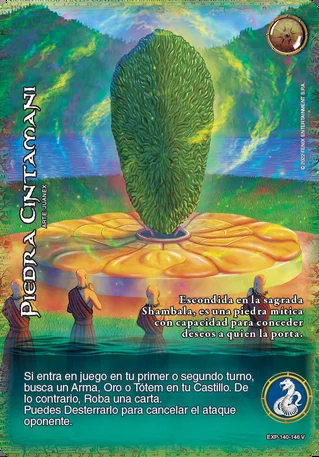 PIEDRA CINTAMANI
ARTE: JUANEX
© 2022 FENIX ENTERTAINMENT S.P.A.
Escondida en la sagrada
Shambala, es una piedra mítica
con capacidad para conceder
deseos a quien la porta.
Si entra en juego en tu primer o segundo turno,
busca un Arma, Oro o Tótem en tu Castillo. De
lo contrario, Roba una carta.
Puedes Desterrarlo para cancelar el ataque
oponente.
EXP-140-146 V